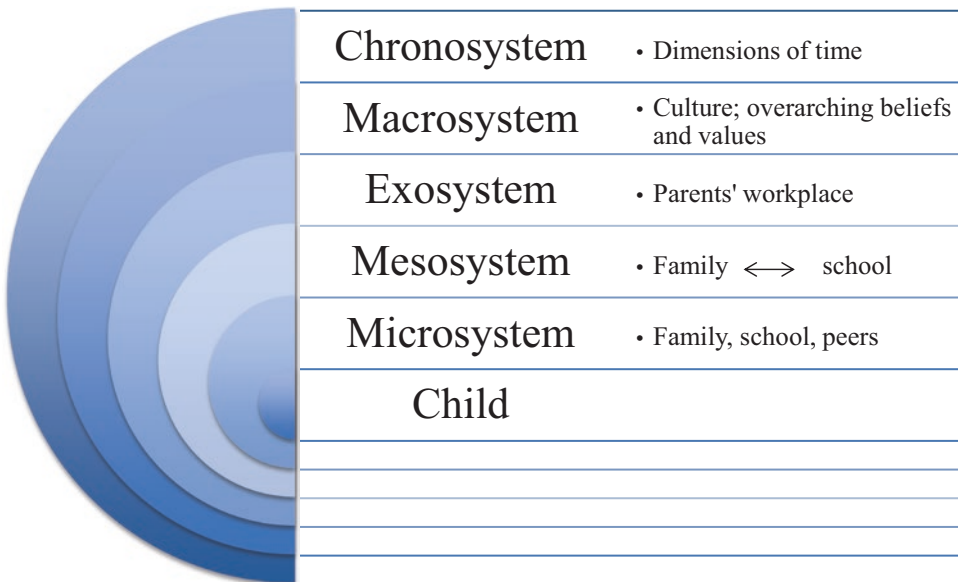 Chronosystem
• Dimensions of time
Macrosystem
• Culture; overarching beliefs
and values
Exosystem
• Parents' workplace
Mesosystem
• Family ⟷ school
Microsystem
• Family, school, peers
Child